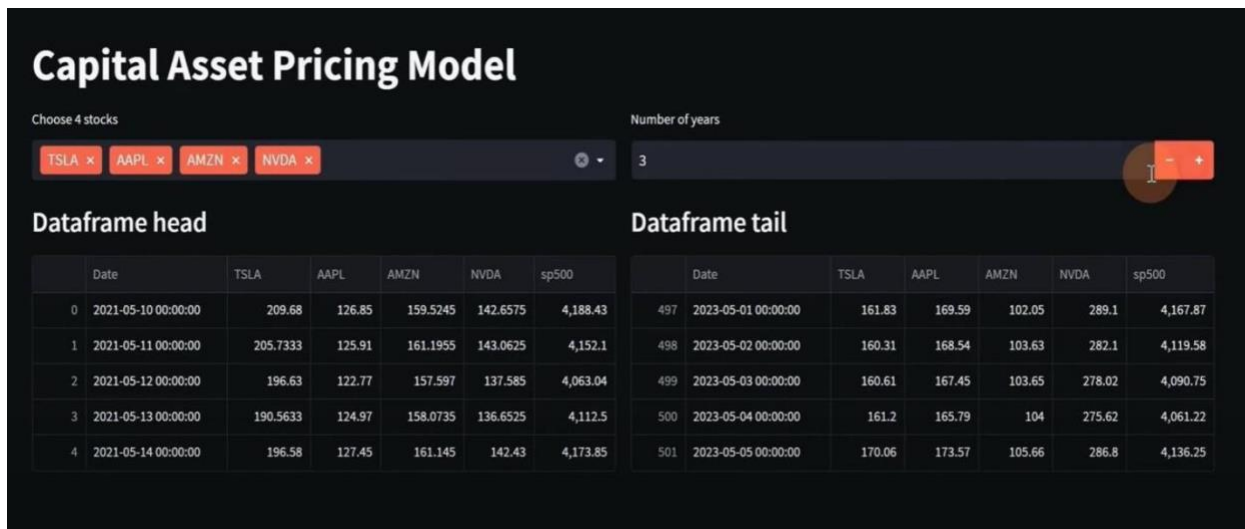 Capital Asset Pricing Model
Choose 4 stocks
TSLA × AAPL × AMZN × NVDA ×
Number of years
3 - +
Dataframe head
Date TSLA AAPL AMZN NVDA sp500
0 2021-05-10 00:00:00 209.68 126.85 159.5245 142.6575 4,188.43
1 2021-05-11 00:00:00 205.7333 125.91 161.1955 143.0625 4,152.1
2 2021-05-12 00:00:00 196.63 122.77 157.597 137.585 4,063.04
3 2021-05-13 00:00:00 190.5633 124.97 158.0735 136.6525 4,112.5
4 2021-05-14 00:00:00 196.58 127.45 161.145 142.43 4,173.85
Dataframe tail
Date TSLA AAPL AMZN NVDA sp500
497 2023-05-01 00:00:00 161.83 169.59 102.05 289.1 4,167.87
498 2023-05-02 00:00:00 160.31 168.54 103.63 282.1 4,119.58
499 2023-05-03 00:00:00 160.61 167.45 103.65 278.02 4,090.75
500 2023-05-04 00:00:00 161.2 165.79 104 275.62 4,061.22
501 2023-05-05 00:00:00 170.06 173.57 105.66 286.8 4,136.25